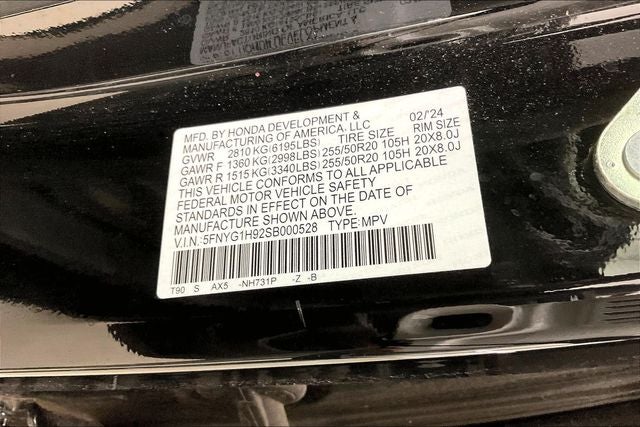 MFD. BY HONDA DEVELOPMENT &
MANUFACTURING OF AMERICA, LLC 02/'24
GVWR 2810 KG(6195LBS) TIRE SIZE RIM SIZE
GAWR F 1360 KG(2998LBS) 255/50R20 105H 20X8.0J
GAWR R 1515 KG(3340LBS) 255/50R20 105H 20X8.0J
THIS VEHICLE CONFORMS TO ALL APPLICABLE
FEDERAL MOTOR VEHICLE SAFETY
STANDARDS IN EFFECT ON THE DATE OF
MANUFACTURE SHOWN ABOVE.
V.I.N.: 5FNYG1H92SB000528 TYPE: MPV
T90 S AX5 -NH731P -Z -B